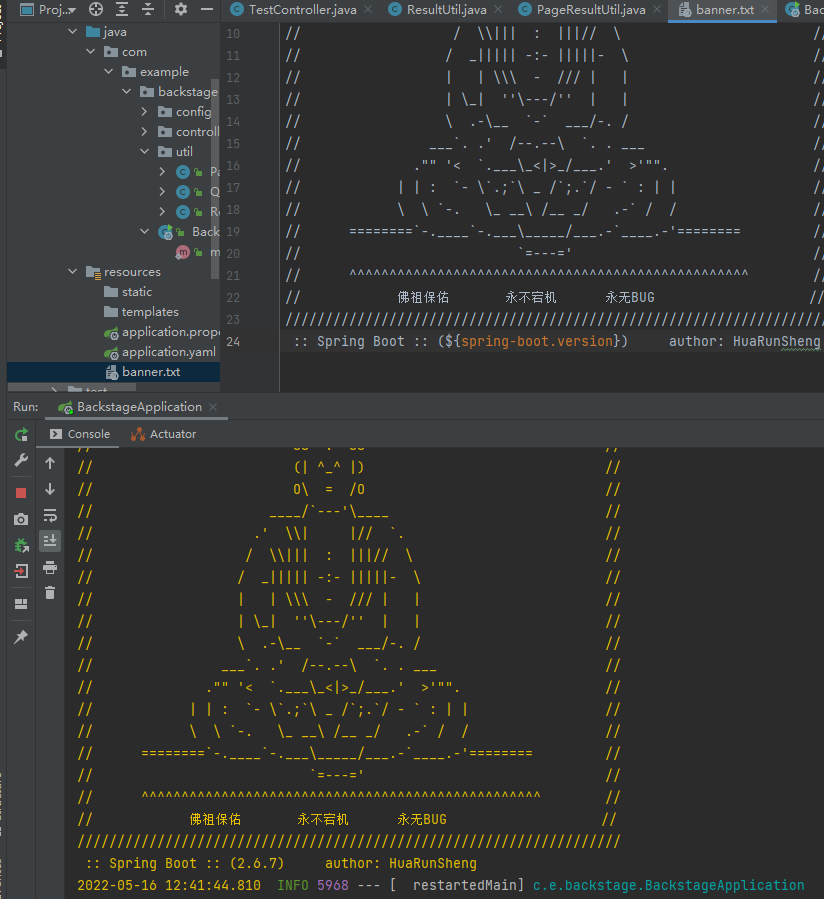 Proj...
TestController.java
ResultUtil.java
PageResultUtil.java
banner.txt
Bac
java
com
example
backstage
config
controll
util
Pa
Q
Re
Back
m
resources
static
templates
application.prope
application.yaml
banner.txt
test
10 //                   /  \\|||  :  |||//  \                        //
11 //                  /  _||||| -:- |||||-  \                       //
12 //                  |   | \\\  -  /// |   |                       //
13 //                  | \_|  ''\---/''  |   |                       //
14 //                  \  .-\__  `-`  ___/-. /                       //
15 //                ___`. .'  /--.--\  `. . ___                     //
16 //              ."" '<  `.___\_<|>_/___.'  >'"".                  //
17 //            | | :  `- \`.;`\ _ /`;.`/ - ` : | |                 //
18 //            \  \ `-.   \_ __\ /__ _/   .-` /  /                 //
19 //      ========`-.____`-.___\_____/___.-`____.-'========         //
20 //                           `=---='                              //
21 //      ^^^^^^^^^^^^^^^^^^^^^^^^^^^^^^^^^^^^^^^^^^^^^^^^^^        //
22 //            佛祖保佑       永不宕机      永无BUG                    //
23 ////////////////////////////////////////////////////////////////////
24 :: Spring Boot :: (${spring-boot.version})     author: HuaRunSheng
Run:
BackstageApplication
Console
Actuator
//                         (| ^_^ |)                              //
//                         O\  =  /O                              //
//                      ____/`---'\____                           //
//                    .'  \\|     |//  `.                         //
//                   /  \\|||  :  |||//  \                        //
//                  /  _||||| -:- |||||-  \                       //
//                  |   | \\\  -  /// |   |                       //
//                  | \_|  ''\---/''  |   |                       //
//                  \  .-\__  `-`  ___/-. /                       //
//                ___`. .'  /--.--\  `. . ___                     //
//              ."" '<  `.___\_<|>_/___.'  >'"".                  //
//            | | :  `- \`.;`\ _ /`;.`/ - ` : | |                 //
//            \  \ `-.   \_ __\ /__ _/   .-` /  /                 //
//      ========`-.____`-.___\_____/___.-`____.-'========         //
//                           `=---='                              //
//      ^^^^^^^^^^^^^^^^^^^^^^^^^^^^^^^^^^^^^^^^^^^^^^^^^^        //
//            佛祖保佑       永不宕机      永无BUG                    //
////////////////////////////////////////////////////////////////////
:: Spring Boot :: (2.6.7)     author: HuaRunSheng
2022-05-16 12:41:44.810  INFO 5968 --- [  restartedMain] c.e.backstage.BackstageApplication